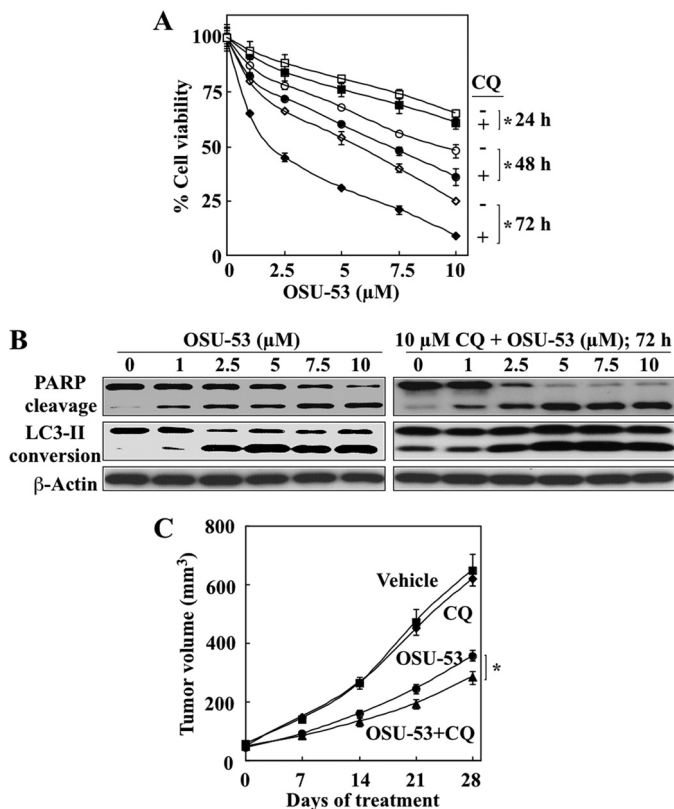 A
% Cell viability
100
75
50
25
0
0 2.5 5 7.5 10
OSU-53 (µM)
CQ
-
+ * 24 h
-
+ * 48 h
-
+ * 72 h
B
OSU-53 (µM)
10 µM CQ + OSU-53 (µM); 72 h
0 1 2.5 5 7.5 10
0 1 2.5 5 7.5 10
PARP
cleavage
LC3-II
conversion
β-Actin
C
Tumor volume (mm³)
800
600
400
200
0
Vehicle
CQ
OSU-53
*
OSU-53+CQ
0 7 14 21 28
Days of treatment